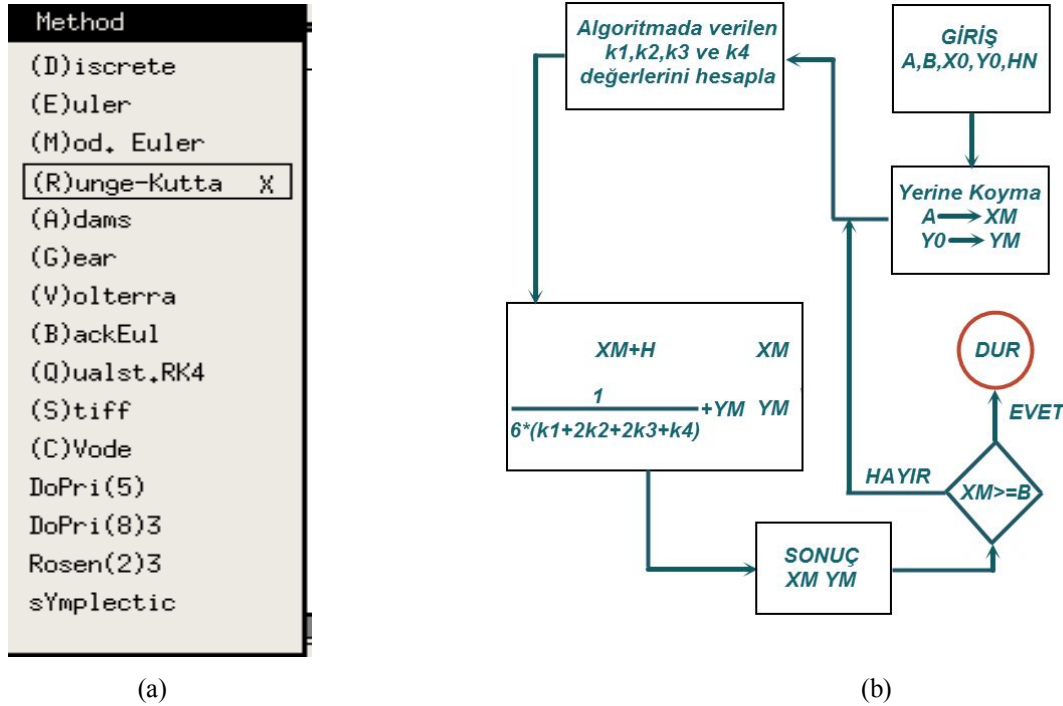 Method
(D)iscrete
(E)uler
(M)od. Euler
(R)unge-Kutta X
(A)dams
(G)ear
(V)olterra
(B)ackEul
(Q)ualst.RK4
(S)tiff
(C)Vode
DoPri(5)
DoPri(8)3
Rosen(2)3
sYmplectic
(a)
Algoritmada verilen
k1,k2,k3 ve k4
değerlerini hesapla
GİRİŞ
A,B,X0,Y0,HN
Yerine Koyma
A XM
Y0 YM
XM+H XM
1
+YM YM
6*(k1+2k2+2k3+k4)
DUR
EVET
HAYIR
XM>=B
SONUÇ
XM YM
(b)